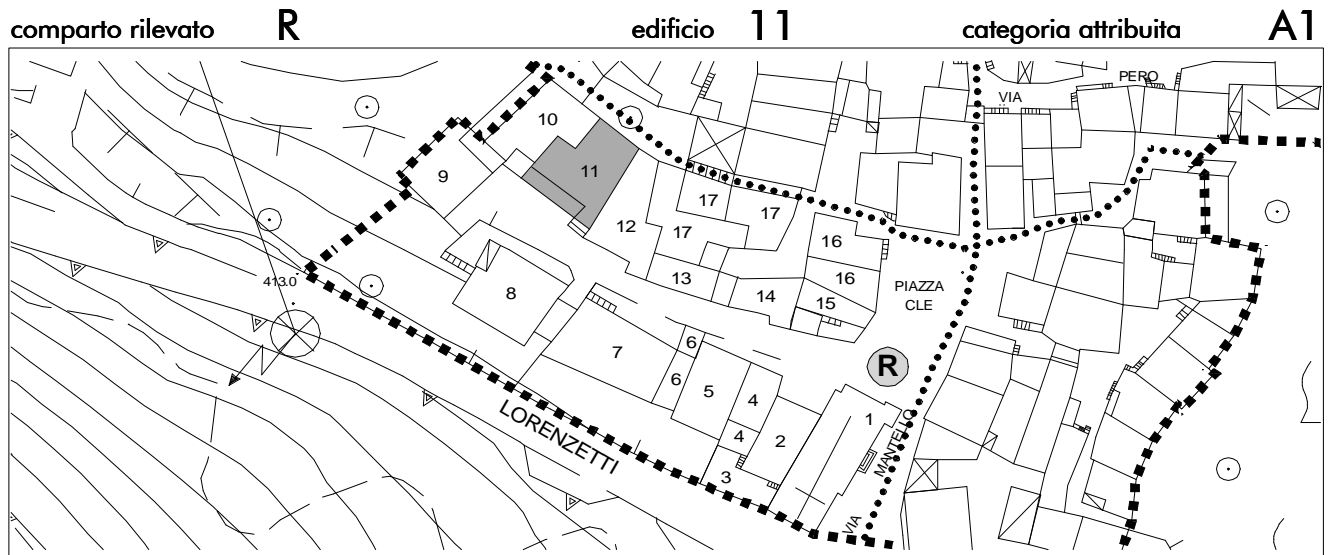 comparto rilevato R edificio 11 categoria attribuita A1
PERO
VIA
10
11
9
17
17
12
17
16
13
16
413.0
8
14
15
PIAZZA
CLE
6
7
R
6
5
4
LORENZETTI
1
4
2
MANTELLO
3
VIA